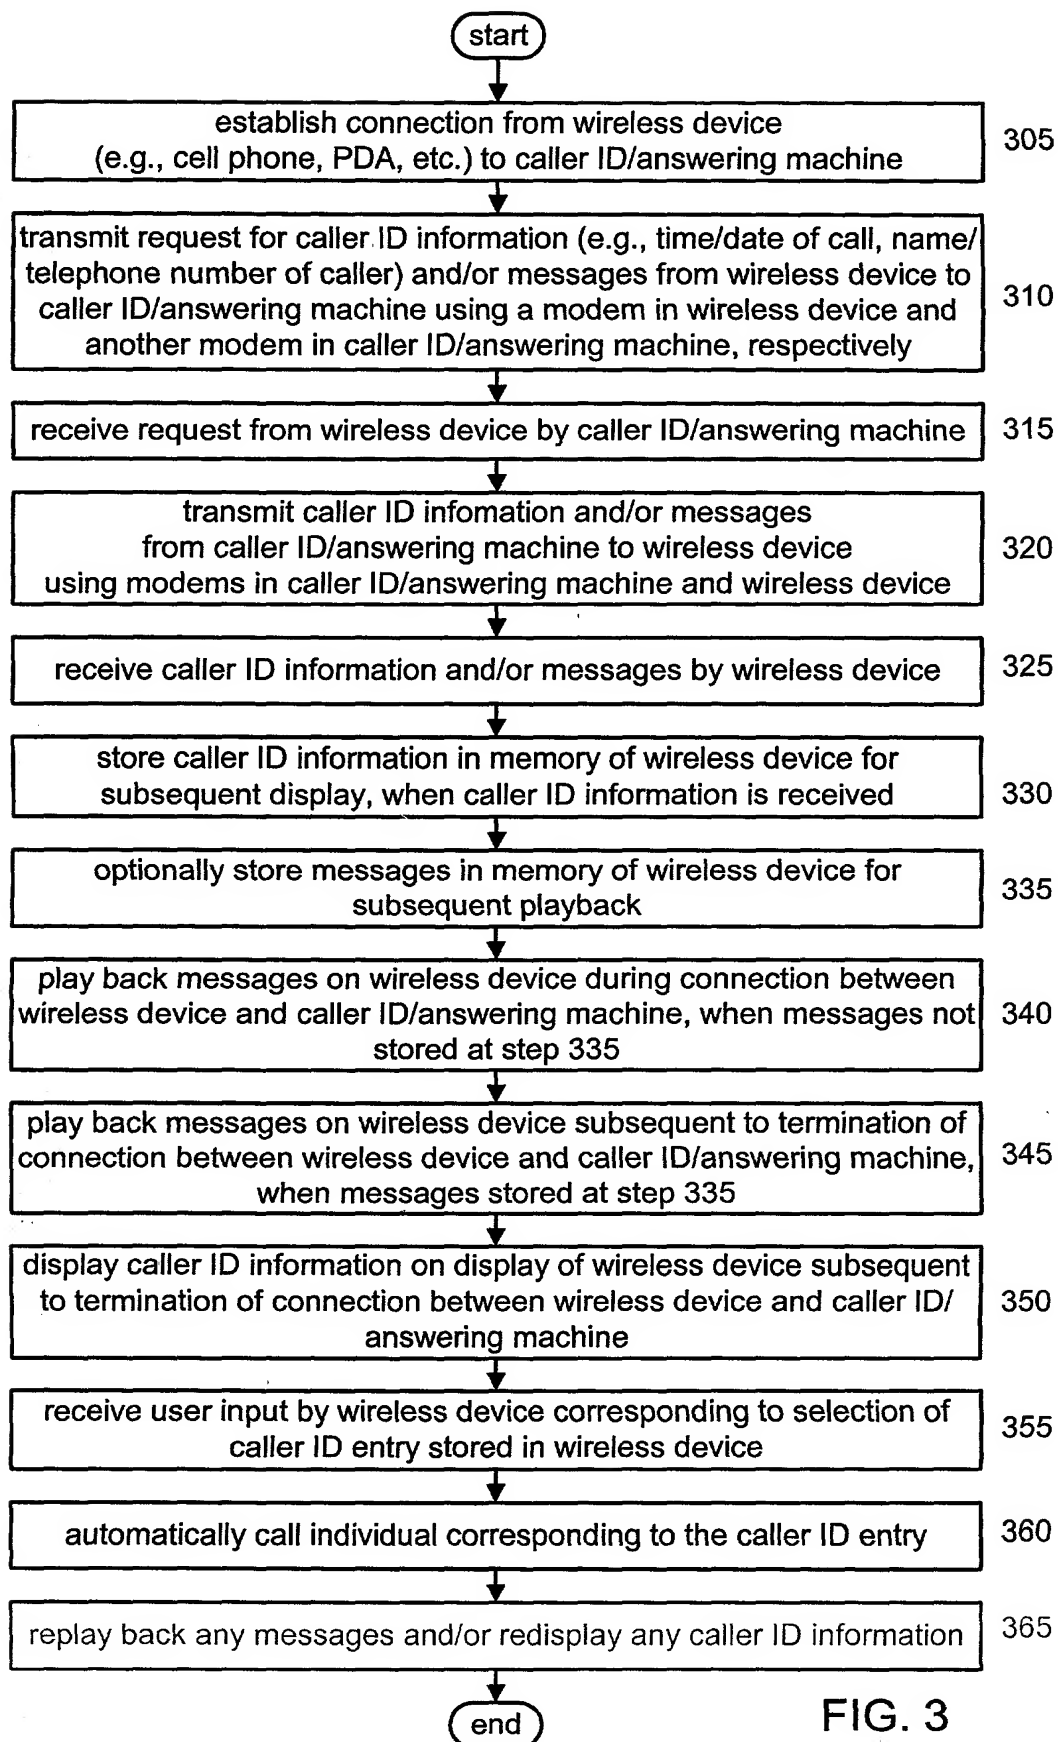 start
establish connection from wireless device
(e.g., cell phone, PDA, etc.) to caller ID/answering machine
305
transmit request for caller ID information (e.g., time/date of call, name/
telephone number of caller) and/or messages from wireless device to
caller ID/answering machine using a modem in wireless device and
another modem in caller ID/answering machine, respectively
310
receive request from wireless device by caller ID/answering machine
315
transmit caller ID infomation and/or messages
from caller ID/answering machine to wireless device
using modems in caller ID/answering machine and wireless device
320
receive caller ID information and/or messages by wireless device
325
store caller ID information in memory of wireless device for
subsequent display, when caller ID information is received
330
optionally store messages in memory of wireless device for
subsequent playback
335
play back messages on wireless device during connection between
wireless device and caller ID/answering machine, when messages not
stored at step 335
340
play back messages on wireless device subsequent to termination of
connection between wireless device and caller ID/answering machine,
when messages stored at step 335
345
display caller ID information on display of wireless device subsequent
to termination of connection between wireless device and caller ID/
answering machine
350
receive user input by wireless device corresponding to selection of
caller ID entry stored in wireless device
355
automatically call individual corresponding to the caller ID entry
360
replay back any messages and/or redisplay any caller ID information
365
end
FIG. 3